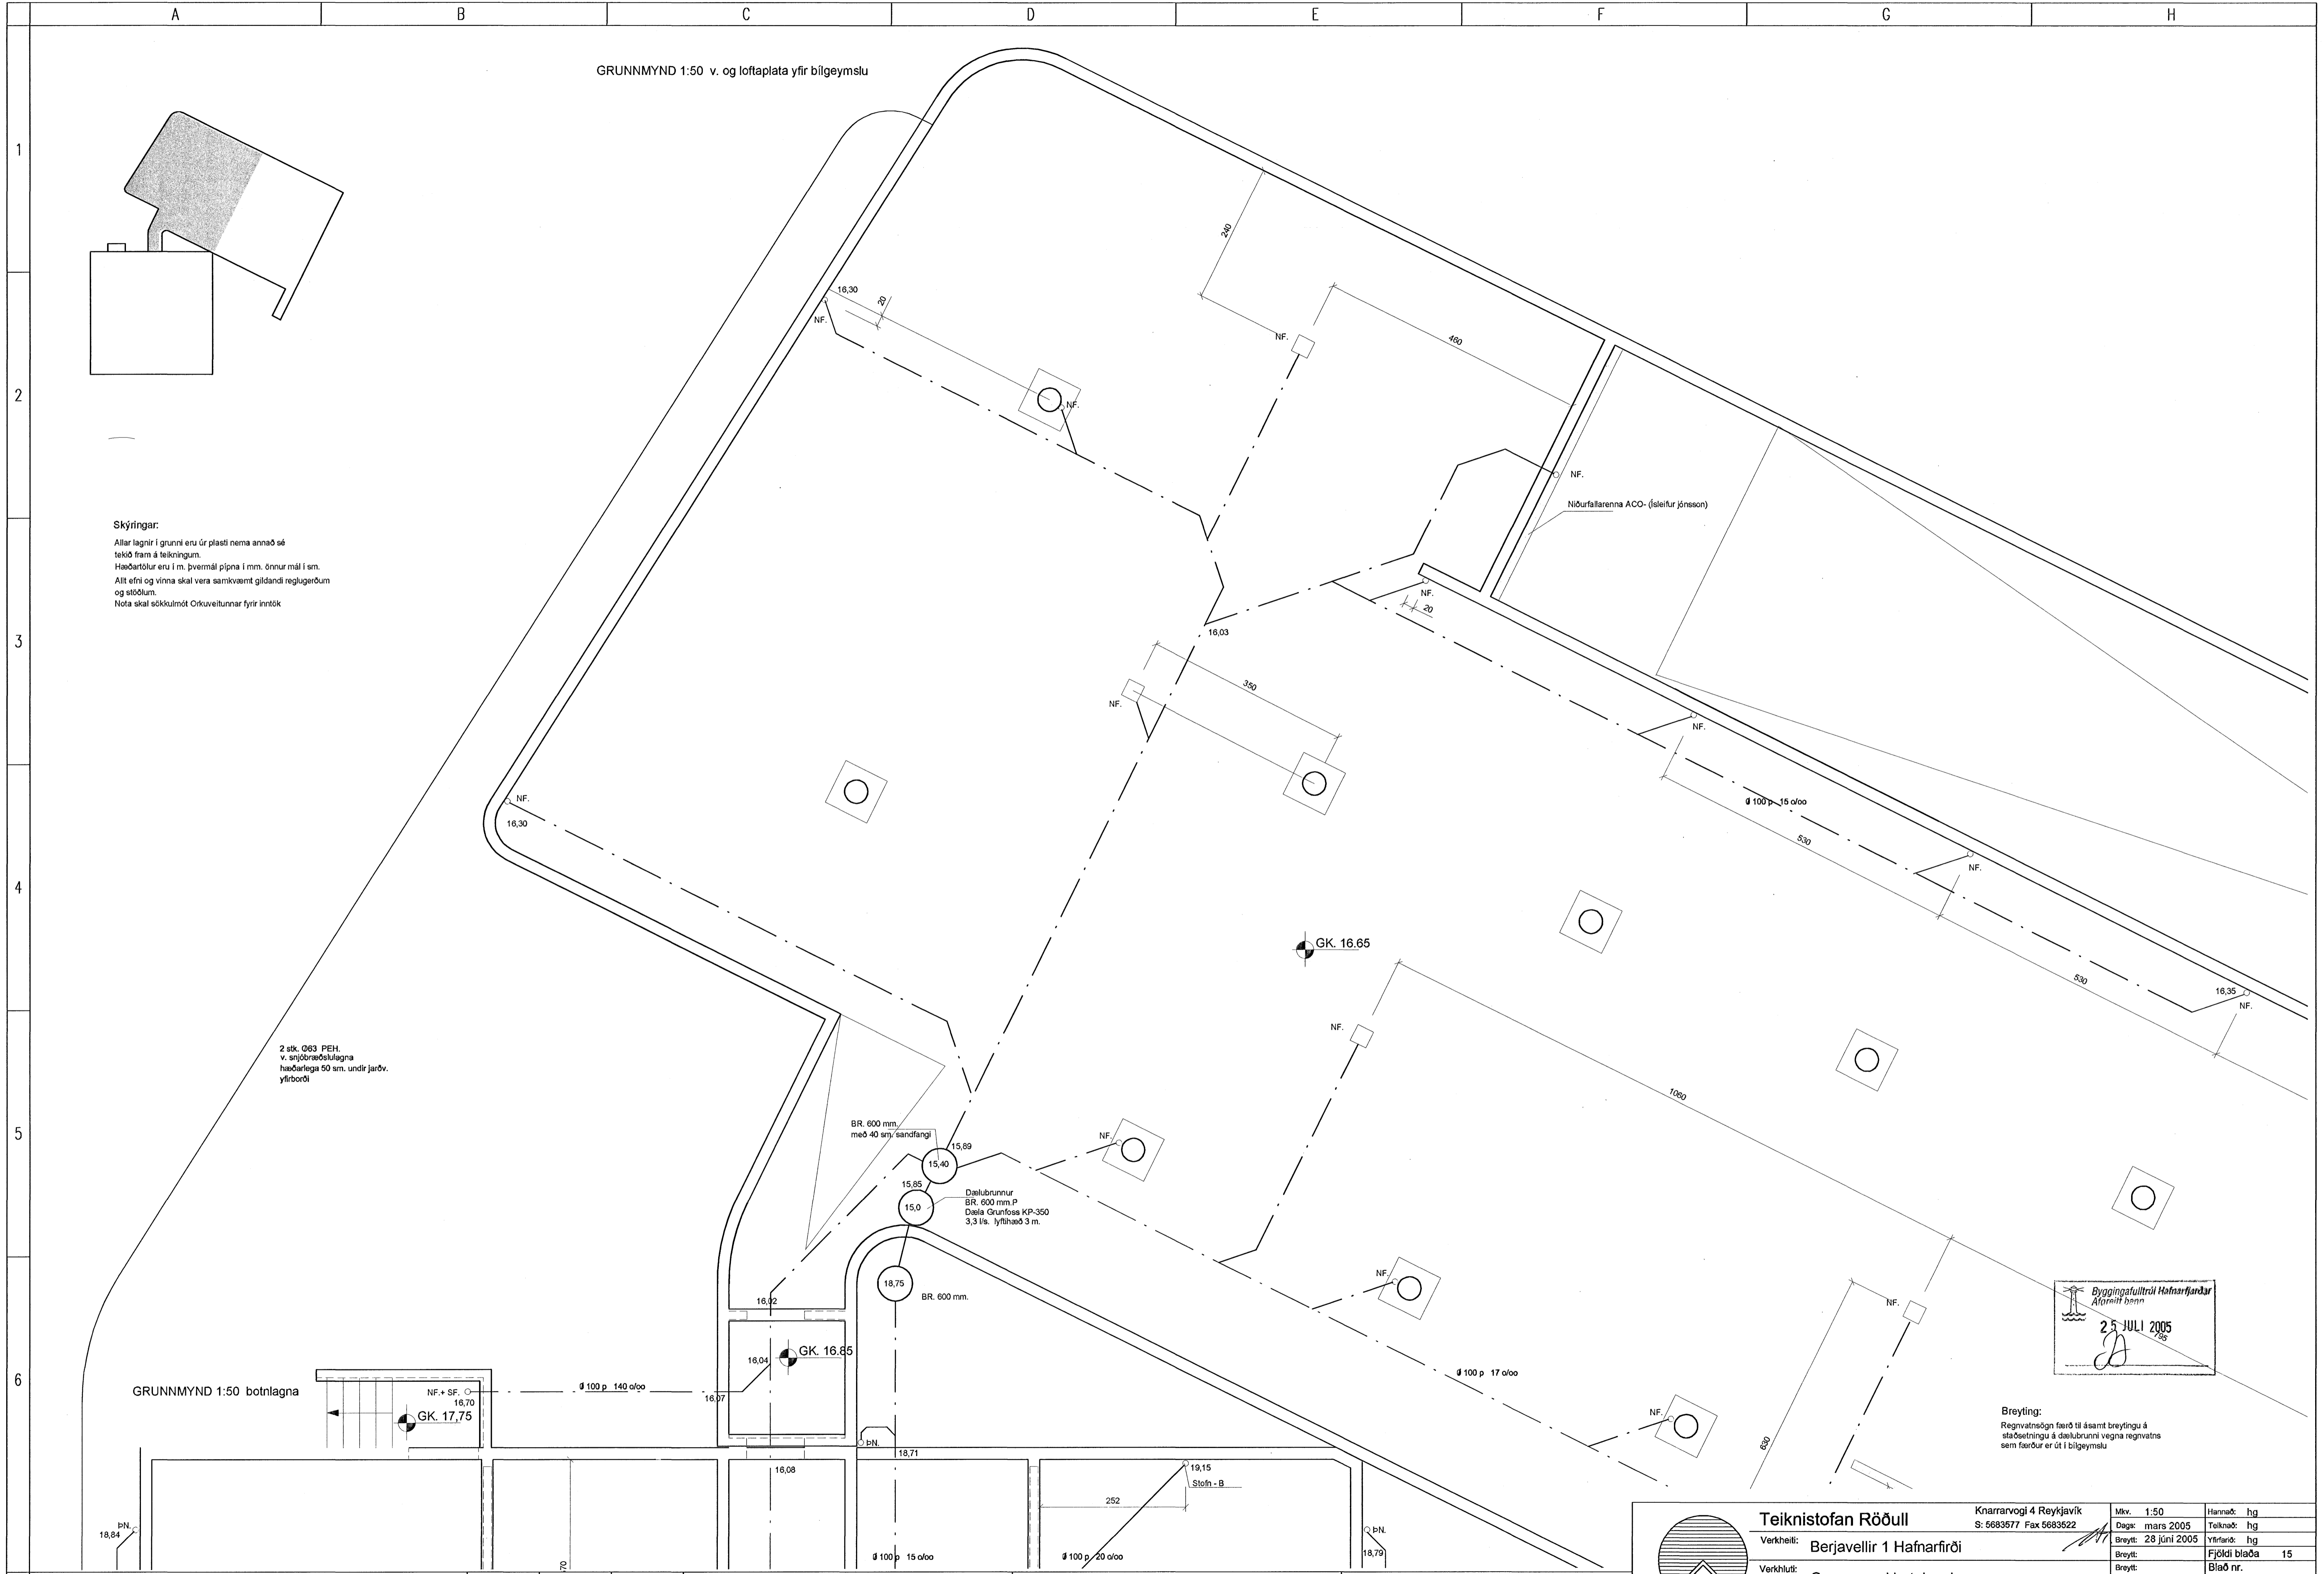 A B C D E F G H
1
2
3
4
5
6
GRUNNMYND 1:50 v. og loftaplata yfir bílgeymslu
Skýringar:
Allar lagnir í grunni eru úr plasti nema annað sé
tekið fram á teikningum.
Hæðartölur eru í m. þvermál pípna í mm. önnur mál í sm.
Allt efni og vinna skal vera samkvæmt gildandi reglugerðum
og stöðlum.
Nota skal sökkulmót Orkuveitunnar fyrir inntök
16,30
20
NF.
NF.
240
NF.
460
NF.
Niðurfallarenna ACO- (Ísleifur jónsson)
NF.
20
16,03
350
NF.
NF.
Ø 100 p 15 o/oo
530
NF.
530
16,35
NF.
NF.
16,30
GK. 16.65
NF.
1060
2 stk. Ø63 PEH.
v. snjóbræðslulagna
hæðarlega 50 sm. undir jarðv.
yfirborði
BR. 600 mm.
með 40 sm. sandfangi
15,89
15,40
15,85
15,0
Dælubrunnur
BR. 600 mm.P
Dæla Grunfoss KP-350
3,3 l/s. lyftihæð 3 m.
NF.
NF.
NF.
NF.
18,75
BR. 600 mm.
16,02
16,04
GK. 16.85
16,07
Ø 100 p 140 o/oo
Ø 100 p 17 o/oo
630
795
GRUNNMYND 1:50 botnlagna
NF.+ SF.
16,70
GK. 17,75
ÞN.
18,71
16,08
19,15
Stofn - B
252
ÞN.
18,84
70
Ø 100 p 15 o/oo
Ø 100 p 20 o/oo
ÞN.
18,79
Byggingafulltrúi Hafnarfjarðar
Afgreitt þann
25 JULI 2005
Breyting:
Regnvatnsögn færð til ásamt breytingu á
staðsetningu á dælubrunni vegna regnvatns
sem færður er út í bílgeymslu
Teiknistofan Röðull
Knarrarvogi 4 Reykjavík
S: 5683577 Fax 5683522
Verkheiti: Berjavellir 1 Hafnarfirði
Verkhluti:
Mkv. 1:50 Hannað: hg
Dags: mars 2005 Teiknað: hg
Breytt: 28 júní 2005 Yfirfarið: hg
Breytt: Fjöldi blaða 15
Breytt: Blað nr.